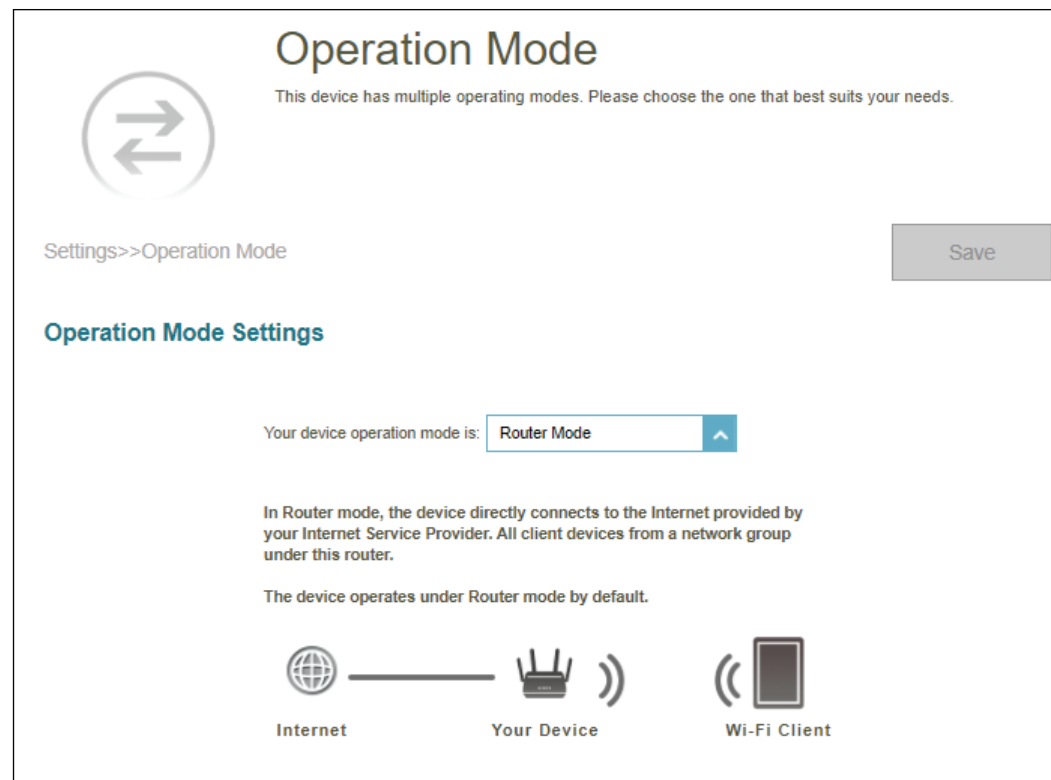 Operation Mode
This device has multiple operating modes. Please choose the one that best suits your needs.
Settings>>Operation Mode
Save
Operation Mode Settings
Your device operation mode is: Router Mode
In Router mode, the device directly connects to the Internet provided by
your Internet Service Provider. All client devices from a network group
under this router.
The device operates under Router mode by default.
Internet
Your Device
Wi-Fi Client